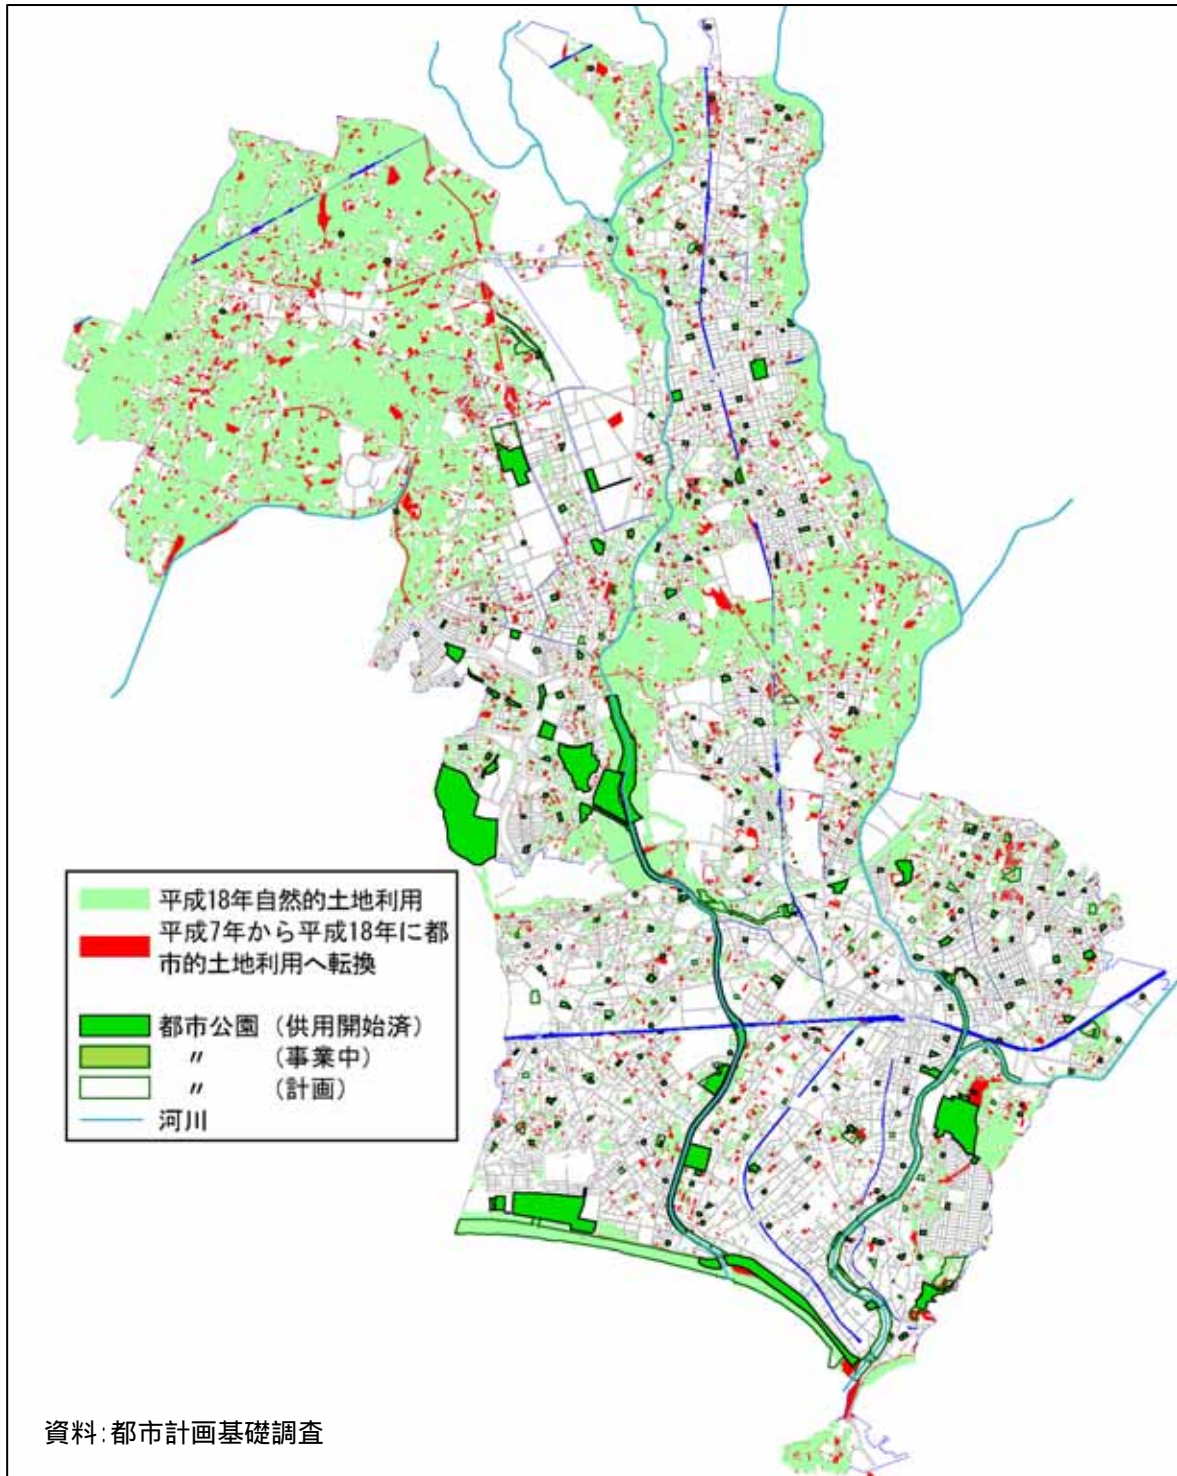 平成18年自然的土地利用
平成7年から平成18年に都
市的土地利用へ転換
都市公園（供用開始済）
〃　（事業中）
〃　（計画）
河川
資料：都市計画基礎調査